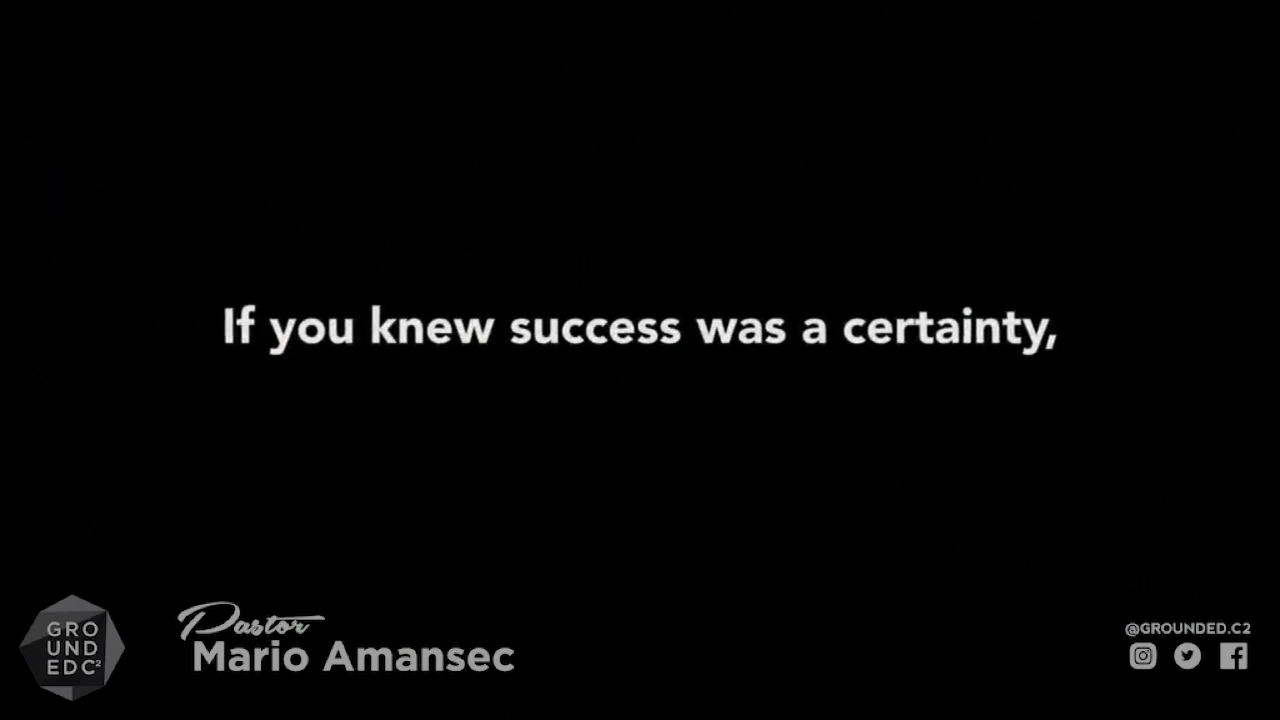 If you knew success was a certainty,
GRO
UND
EDC²
Pastor
Mario Amansec
@GROUNDED.C2